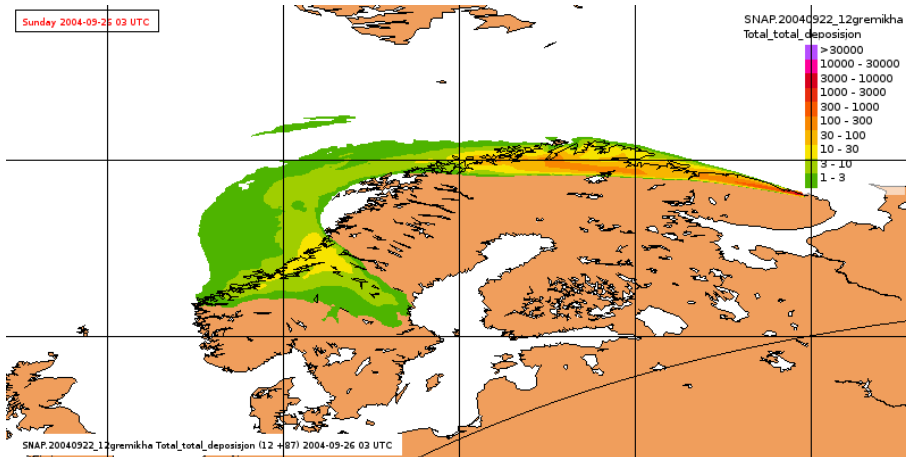 Sunday 2004-09-26 03 UTC
SNAP.20040922_12gremikha
Total_total_deposisjon
>30000
10000 - 30000
3000 - 10000
1000 - 3000
300 - 1000
100 - 300
30 - 100
10 - 30
3 - 10
1 - 3
SNAP.20040922_12gremikha Total_total_deposisjon (12 +87) 2004-09-26 03 UTC